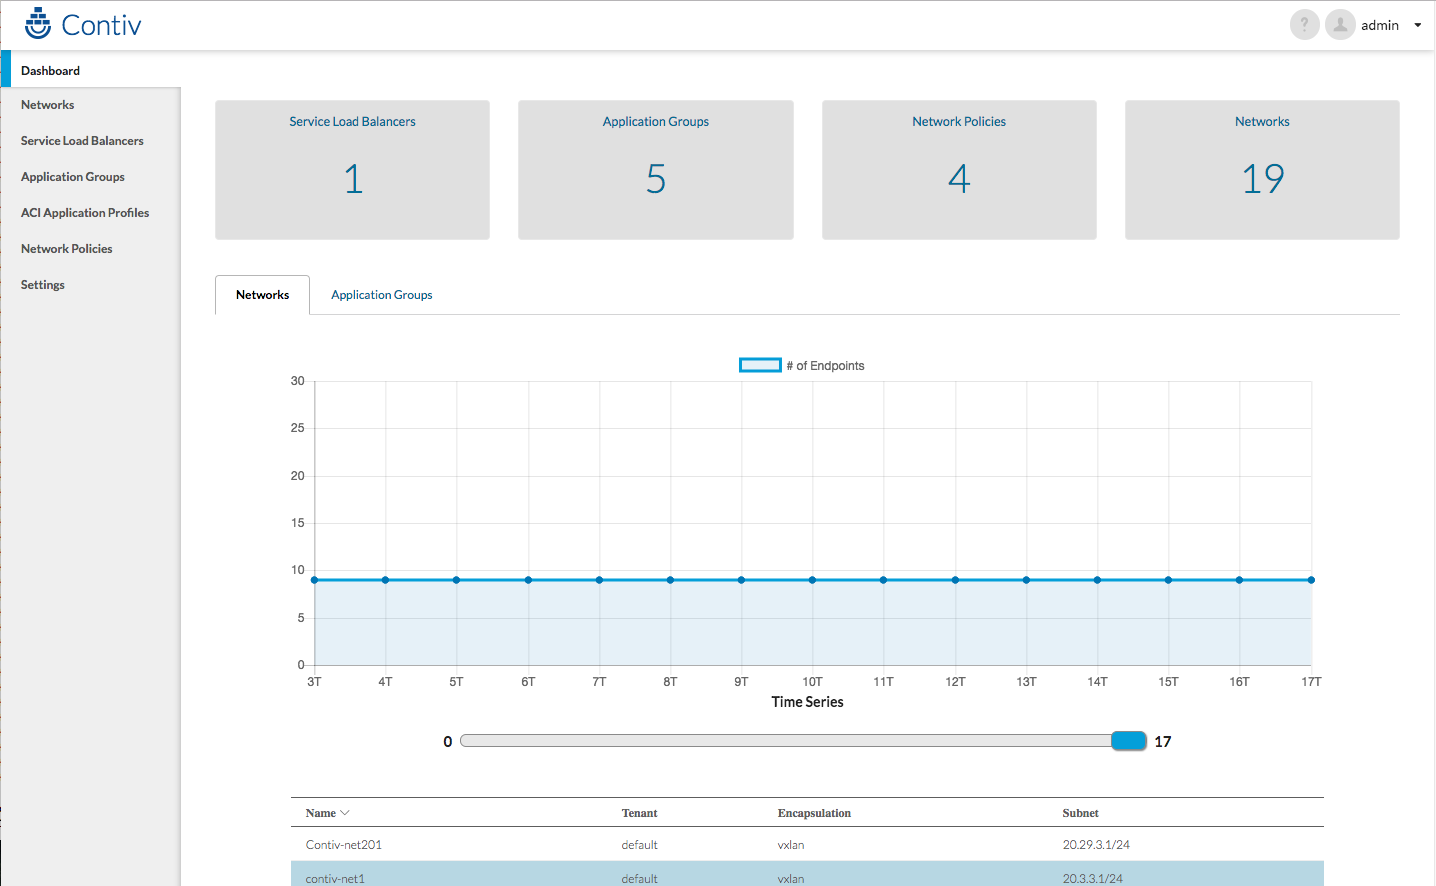 Contiv
? admin
Dashboard
Networks
Service Load Balancers
Application Groups
ACI Application Profiles
Network Policies
Settings
Service Load Balancers Application Groups Network Policies Networks
1 5 4 19
Networks Application Groups
# of Endpoints
30
25
20
15
10
5
0
3T 4T 5T 6T 7T 8T 9T 10T 11T 12T 13T 14T 15T 16T 17T
Time Series
0 17
Name Tenant Encapsulation Subnet
Contiv-net201 default vxlan 20.29.3.1/24
contiv-net1 default vxlan 20.3.3.1/24